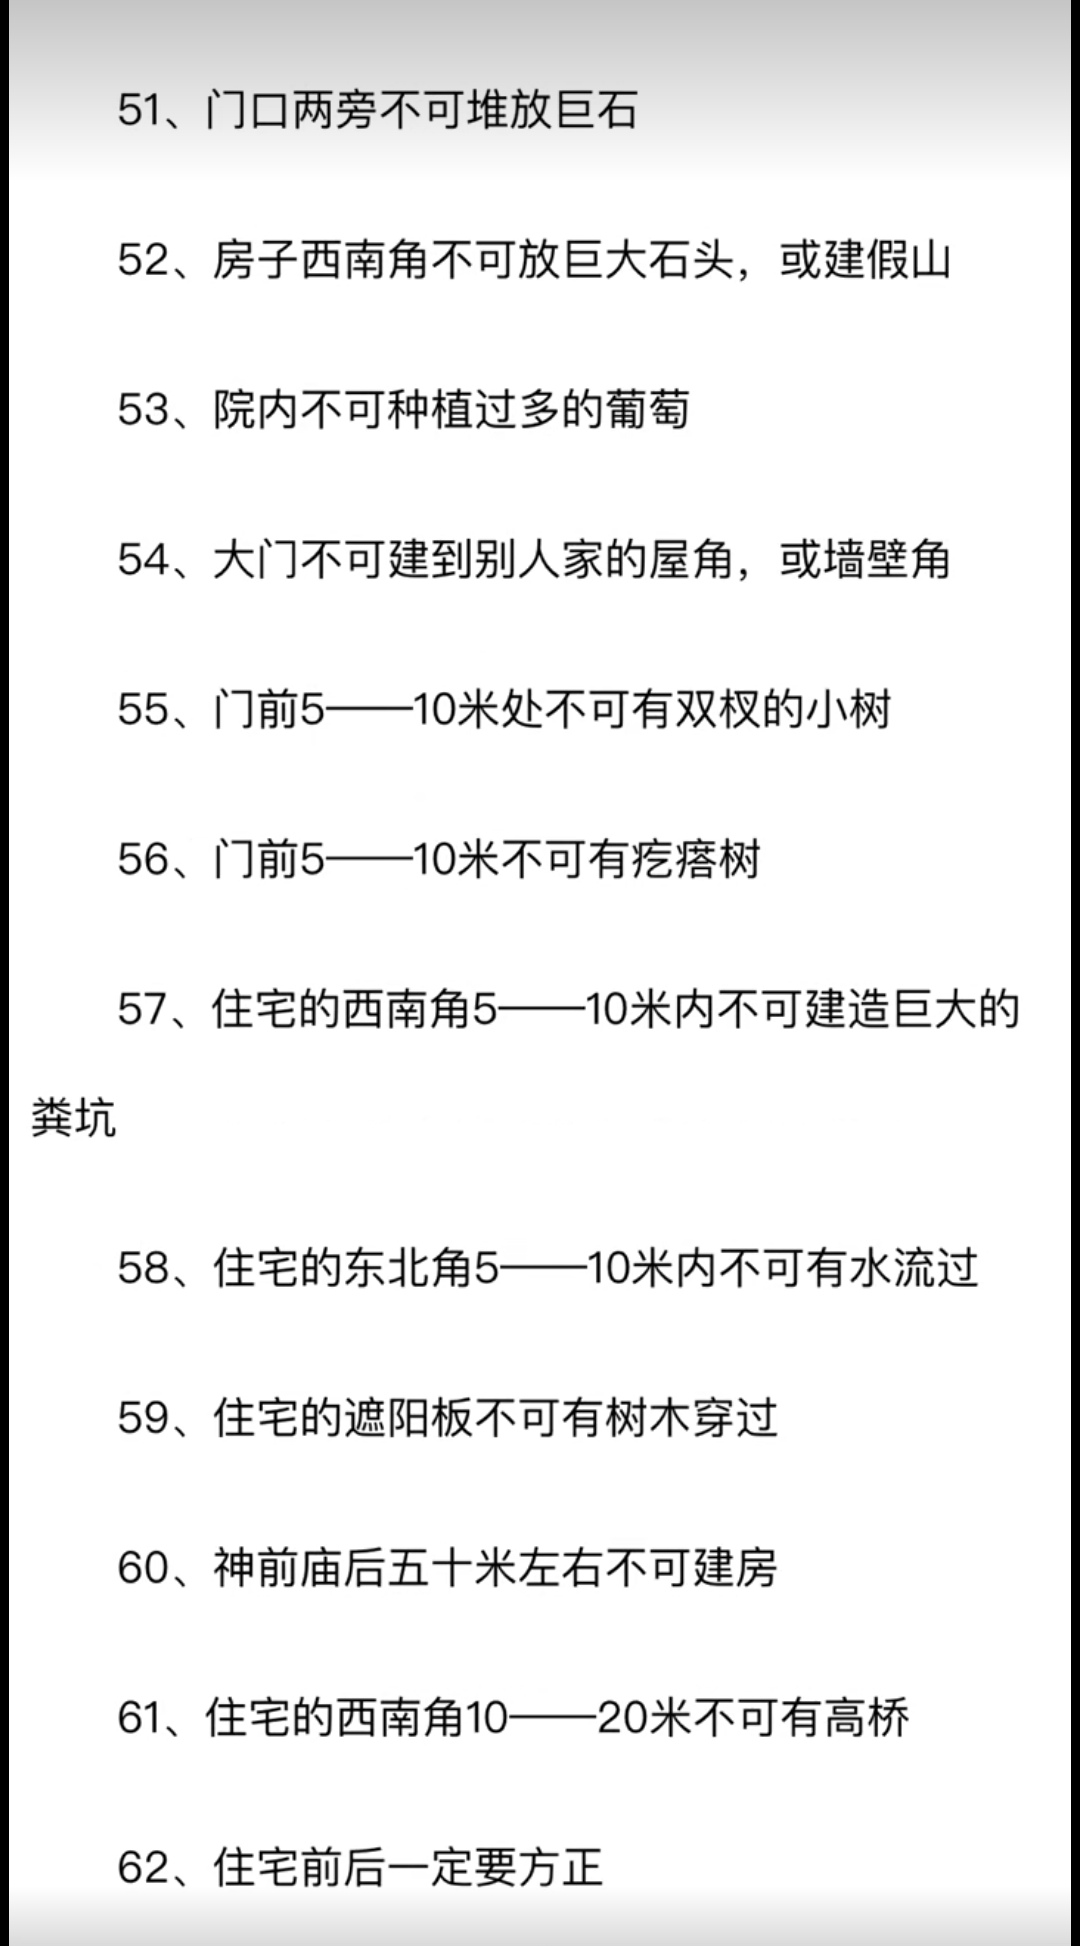 51、门口两旁不可堆放巨石
52、房子西南角不可放巨大石头，或建假山
53、院内不可种植过多的葡萄
54、大门不可建到别人家的屋角，或墙壁角
55、门前5——10米处不可有双杈的小树
56、门前5——10米不可有疙瘩树
57、住宅的西南角5——10米内不可建造巨大的
粪坑
58、住宅的东北角5——10米内不可有水流过
59、住宅的遮阳板不可有树木穿过
60、神前庙后五十米左右不可建房
61、住宅的西南角10——20米不可有高桥
62、住宅前后一定要方正